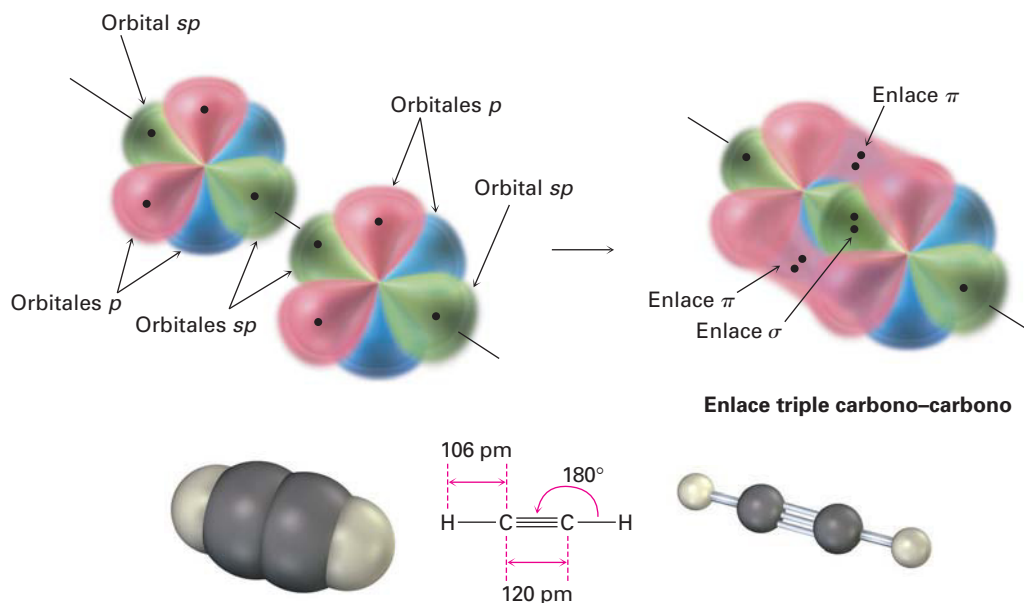 Orbital sp
Orbitales p
Orbital sp
Orbitales p
Orbitales sp
Enlace π
Enlace π
Enlace σ
Enlace triple carbono–carbono
106 pm
180°
H—C≡C—H
120 pm